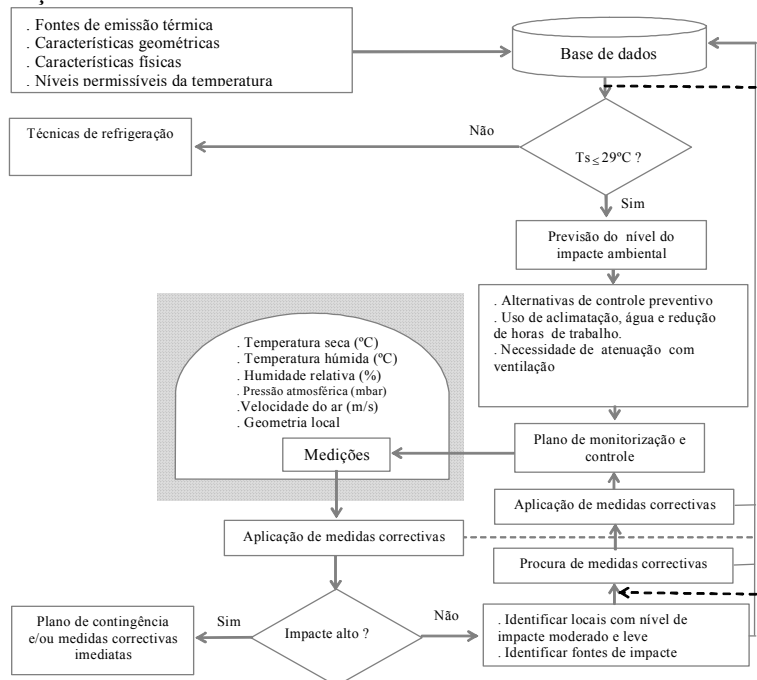 . Fontes de emissão térmica
. Características geométricas
. Características físicas
. Níveis permissíveis da temperatura
Base de dados
Técnicas de refrigeração
Não
Ts ≤ 29ºC ?
Sim
Previsão do nível do
impacte ambiental
. Alternativas de controle preventivo
. Uso de aclimatação, água e redução
de horas de trabalho.
. Necessidade de atenuação com
ventilação
. Temperatura seca (ºC)
. Temperatura húmida (ºC)
. Humidade relativa (%)
. Pressão atmosférica (mbar)
.Velocidade do ar (m/s)
. Geometria local
Medições
Plano de monitorização e
controle
Aplicação de medidas correctivas
Aplicação de medidas correctivas
Procura de medidas correctivas
Plano de contingência
e/ou medidas correctivas
imediatas
Sim
Impacte alto ?
Não
. Identificar locais com nível de
impacte moderado e leve
. Identificar fontes de impacte